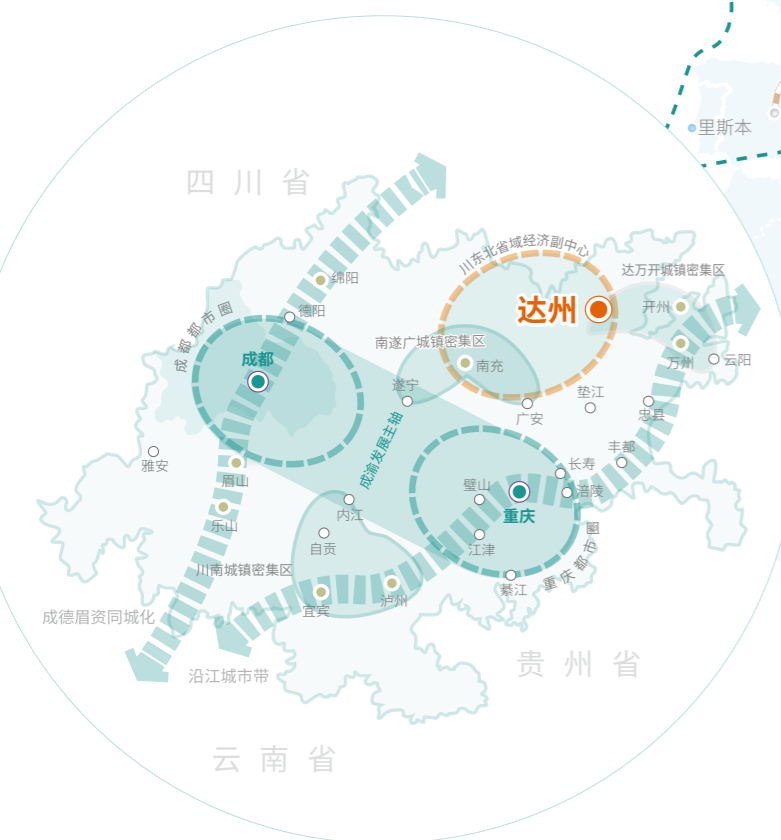 里斯本
四川省
川东北省域经济副中心
达万开城镇密集区
绵阳
开州
达州
德阳
成都都市圈
南遂广城镇密集区
成都
万州
云阳
南充
遂宁
垫江
忠县
广安
成渝发展主轴
丰都
雅安
长寿
眉山
璧山
涪陵
重庆
内江
乐山
自贡
江津
重庆都市圈
川南城镇密集区
綦江
宜宾
泸州
成德眉资同城化
沿江城市带
贵州省
云南省